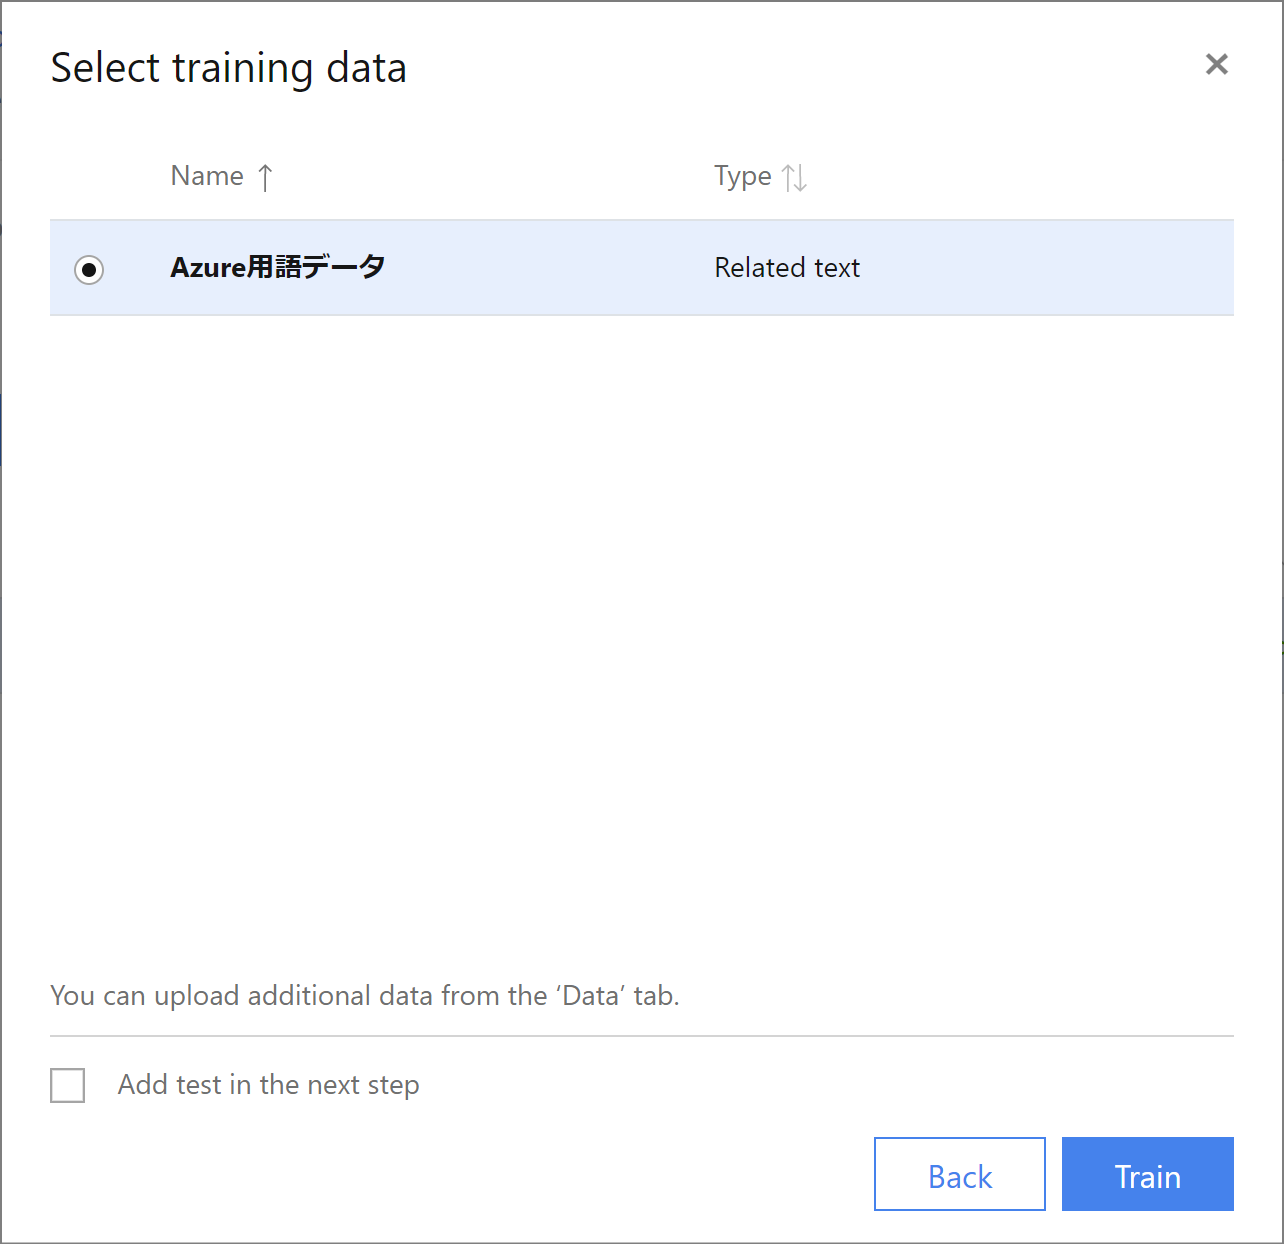 Select training data
Name Type
Azure用語データ Related text
You can upload additional data from the ‘Data’ tab.
Add test in the next step
Back Train